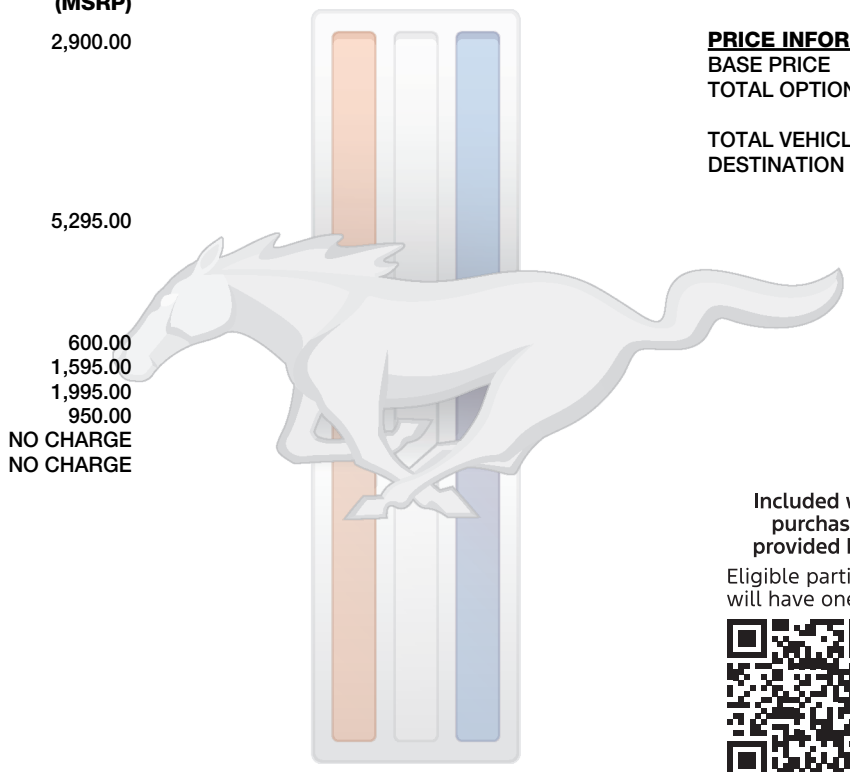 (MSRP)
2,900.00
5,295.00
600.00
1,595.00
1,995.00
950.00
NO CHARGE
NO CHARGE
PRICE INFOR
BASE PRICE
TOTAL OPTION
TOTAL VEHICL
DESTINATION
Included
purchas
provided
Eligible parti
will have one